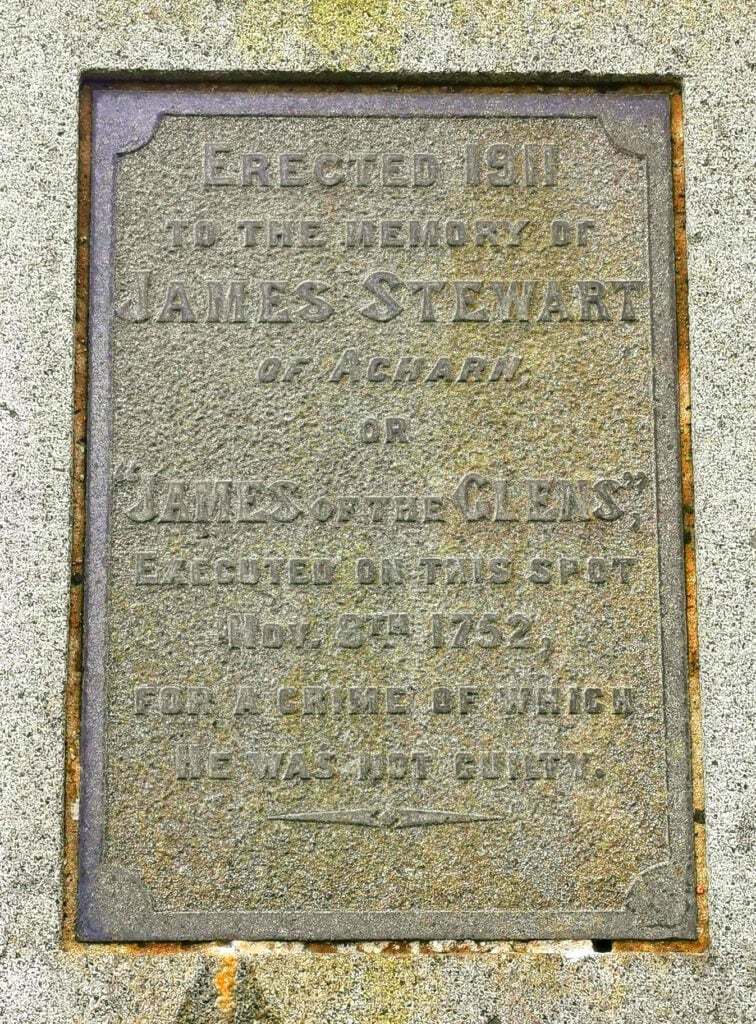 ERECTED 1911
TO THE MEMORY OF
JAMES STEWART
OF ACHARN,
OR
"JAMES OF THE GLENS",
EXECUTED ON THIS SPOT
NOV. 8TH 1752,
FOR A CRIME OF WHICH
HE WAS NOT GUILTY.